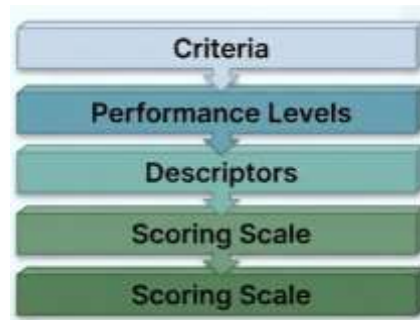 Criteria
Performance Levels
Descriptors
Scoring Scale
Scoring Scale